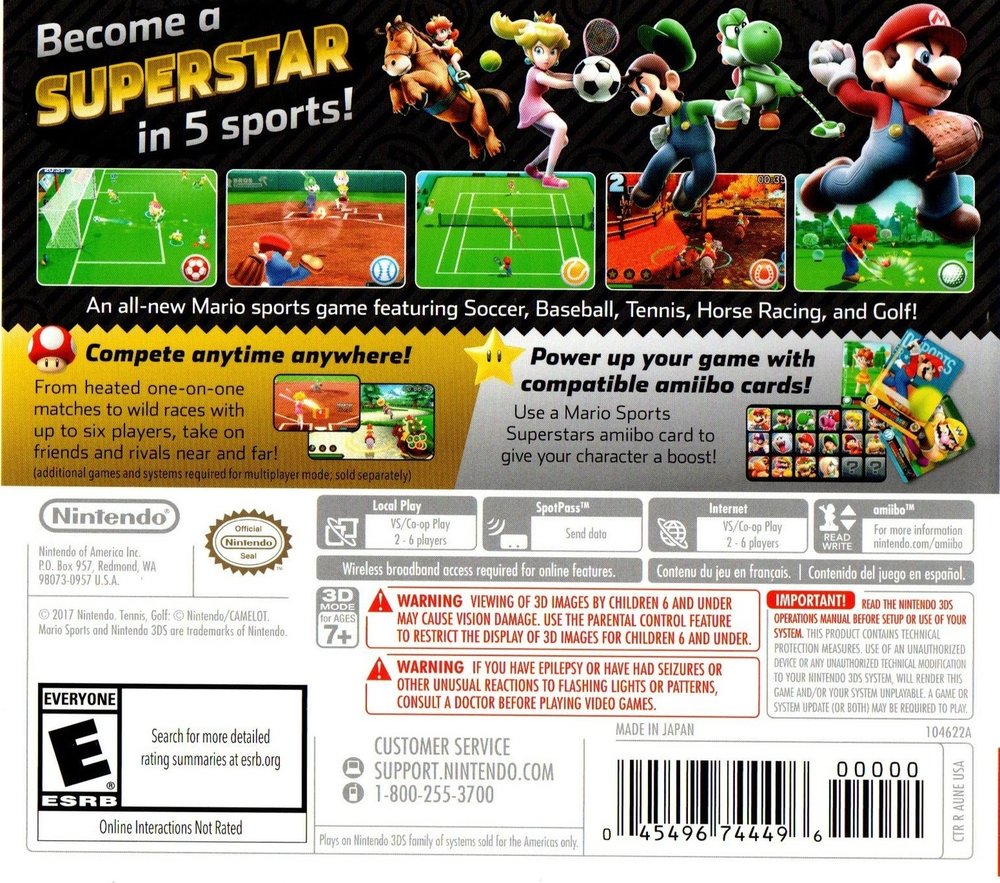 Become a
SUPERSTAR
in 5 sports!
2
00:35
An all-new Mario sports game featuring Soccer, Baseball, Tennis, Horse Racing, and Golf!
Compete anytime anywhere!
From heated one-on-one
matches to wild races with
up to six players, take on
friends and rivals near and far!
(additional games and systems required for multiplayer mode; sold separately)
Power up your game with
compatible amiibo cards!
Use a Mario Sports
Superstars amiibo card to
give your character a boost!
Nintendo®
Nintendo of America Inc.
P.O. Box 957, Redmond, WA
98073-0957 U.S.A.
Official
Nintendo
Seal
™
Local Play
VS/Co-op Play
2 - 6 players
SpotPass™
Send data
Internet
VS/Co-op Play
2 - 6 players
amiibo™
READ
WRITE
For more information
nintendo.com/amiibo
Wireless broadband access required for online features.
Contenu du jeu en français. | Contenido del juego en español.
© 2017 Nintendo. Tennis, Golf: © Nintendo/CAMELOT.
Mario Sports and Nintendo 3DS are trademarks of Nintendo.
3D
MODE
for AGES
7+
WARNING VIEWING OF 3D IMAGES BY CHILDREN 6 AND UNDER
MAY CAUSE VISION DAMAGE. USE THE PARENTAL CONTROL FEATURE
TO RESTRICT THE DISPLAY OF 3D IMAGES FOR CHILDREN 6 AND UNDER.
WARNING IF YOU HAVE EPILEPSY OR HAVE HAD SEIZURES OR
OTHER UNUSUAL REACTIONS TO FLASHING LIGHTS OR PATTERNS,
CONSULT A DOCTOR BEFORE PLAYING VIDEO GAMES.
IMPORTANT! READ THE NINTENDO 3DS
OPERATIONS MANUAL BEFORE SETUP OR USE OF YOUR
SYSTEM. THIS PRODUCT CONTAINS TECHNICAL
PROTECTION MEASURES. USE OF AN UNAUTHORIZED
DEVICE OR ANY UNAUTHORIZED TECHNICAL MODIFICATION
TO YOUR NINTENDO 3DS SYSTEM, WILL RENDER THIS
GAME AND/OR YOUR SYSTEM UNPLAYABLE. A GAME OR
SYSTEM UPDATE (OR BOTH) MAY BE REQUIRED TO PLAY.
EVERYONE
E
®
ESRB
Search for more detailed
rating summaries at esrb.org
Online Interactions Not Rated
CUSTOMER SERVICE
SUPPORT.NINTENDO.COM
1-800-255-3700
Plays on Nintendo 3DS family of systems sold for the Americas only.
MADE IN JAPAN
104622A
00000
0 45496 74449 6
CTR R AUNE USA